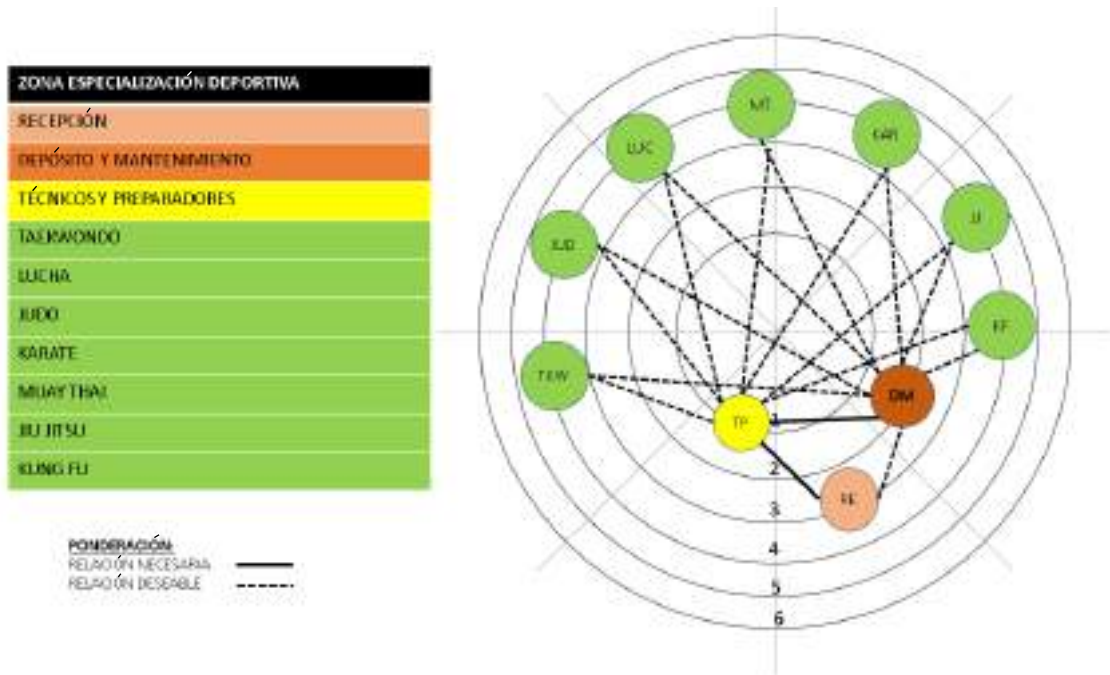 ZONA ESPECIALIZACIÓN DEPORTIVA
RECEPCIÓN
DEPÓSITO Y MANTENIMIENTO
TÉCNICOS Y PREPARADORES
TAEKWONDO
LUCHA
JUDO
KARATE
MUAY THAI
JIU JITSU
KUNG FU
PONDERACIÓN:
RELACIÓN NECESARIA
RELACIÓN DESEABLE
MT
LUC
KAR
JUD
JJ
KF
TKW
DM
TP
RE
1
2
3
4
5
6